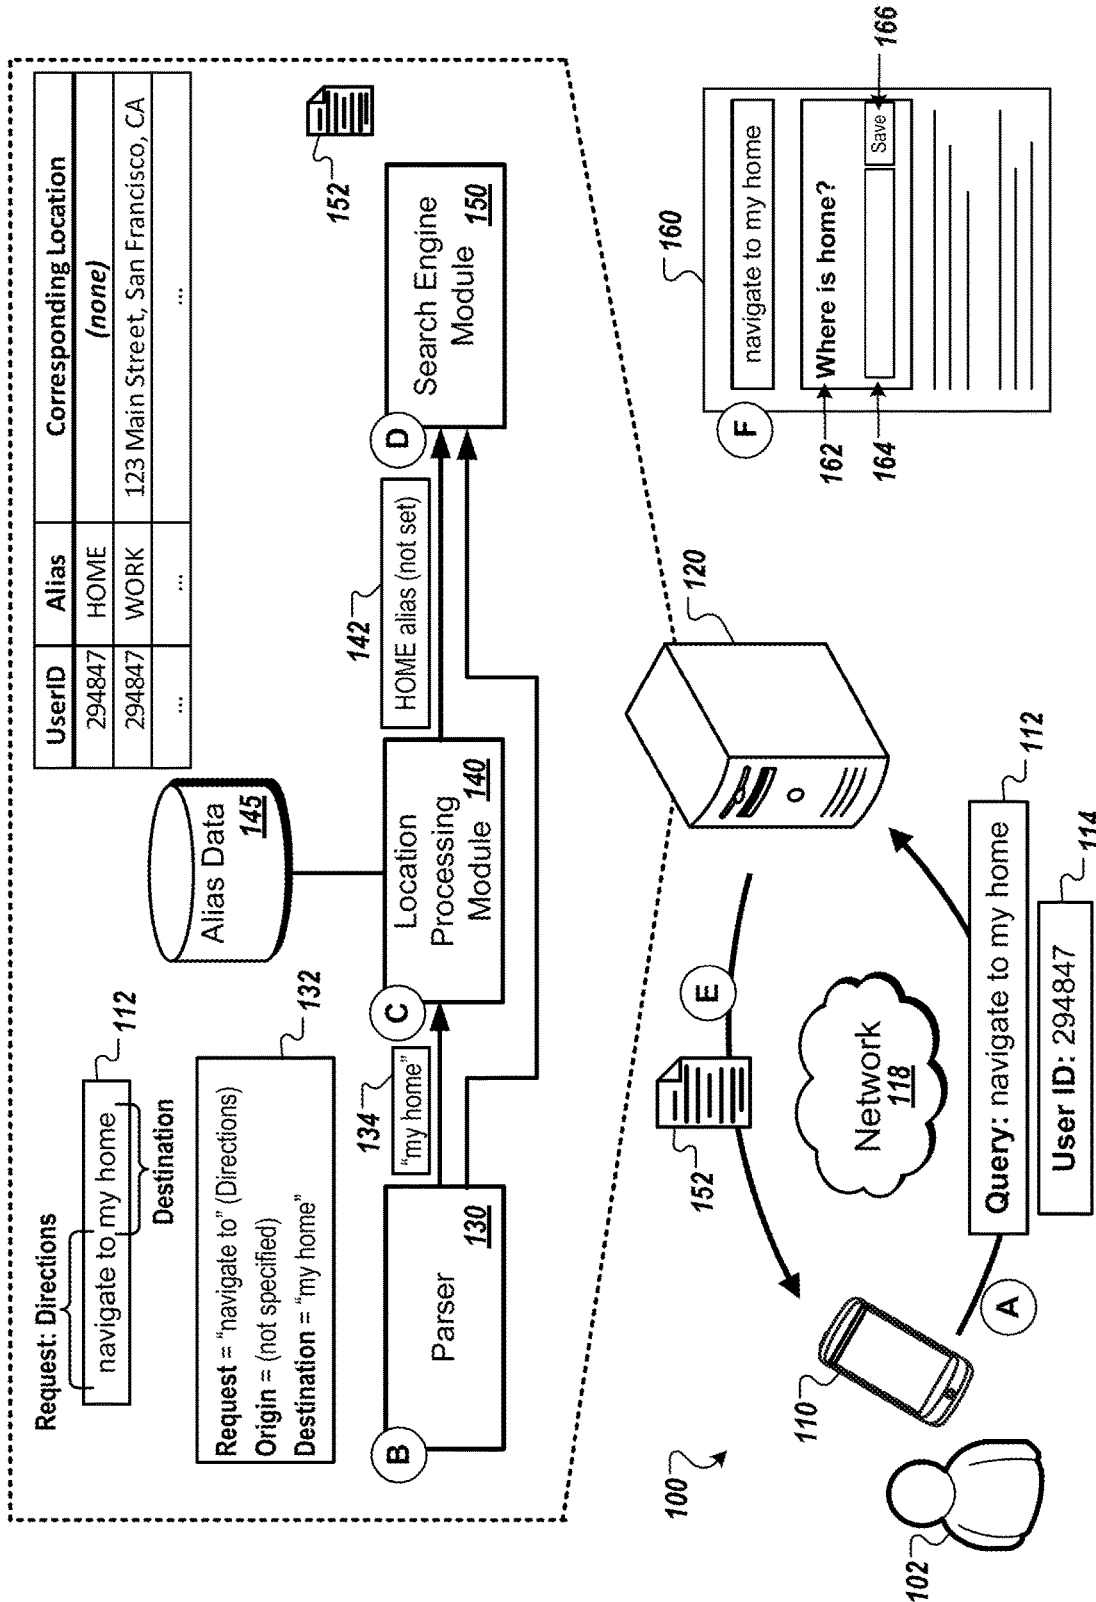 Request: Directions
navigate to my home
112
Destination
132
Request = “navigate to” (Directions)
Origin = (not specified)
Destination = “my home”
Alias Data
145
UserID Alias Corresponding Location
294847 HOME (none)
294847 WORK 123 Main Street, San Francisco, CA
... ... ...
152
B
Parser
130
134
“my home”
C
Location
Processing
Module 140
142
HOME alias (not set)
D
Search Engine
Module 150
100
102
110
A
152
E
Network
118
Query: navigate to my home
112
User ID: 294847
114
120
F
160
navigate to my home
162
Where is home?
164
Save
166